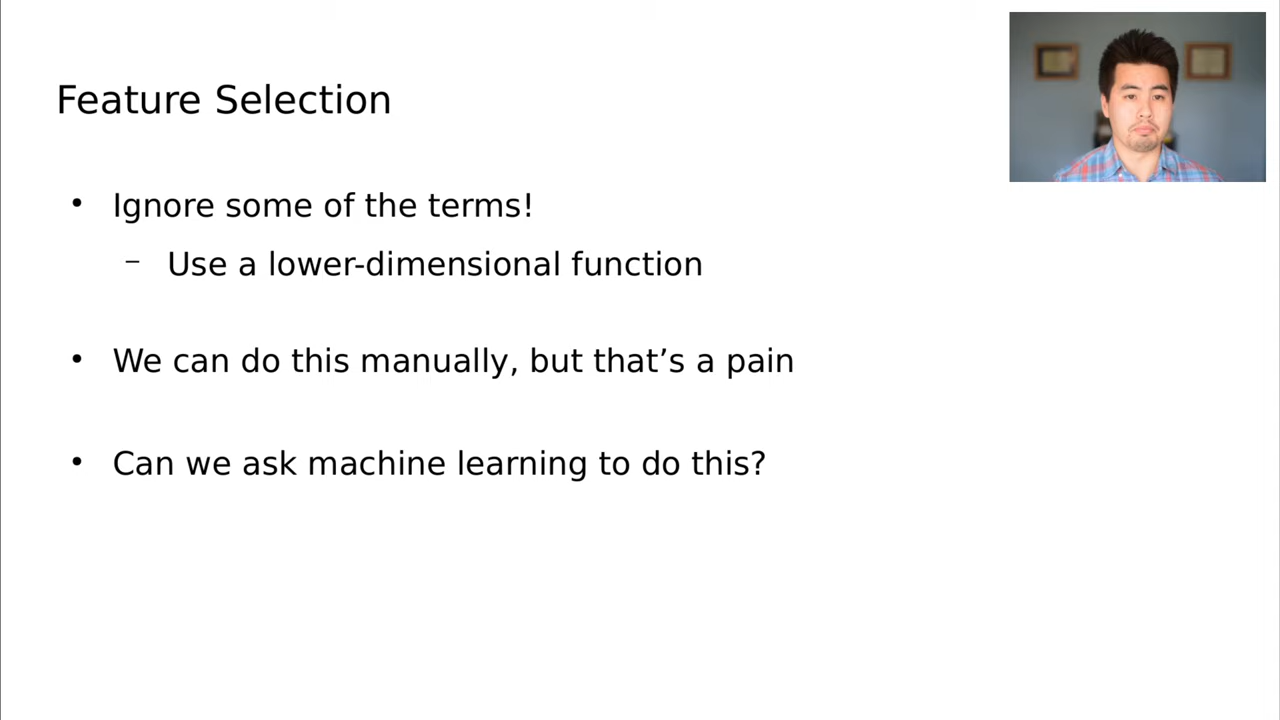 Feature Selection
• Ignore some of the terms!
– Use a lower-dimensional function
• We can do this manually, but that’s a pain
• Can we ask machine learning to do this?